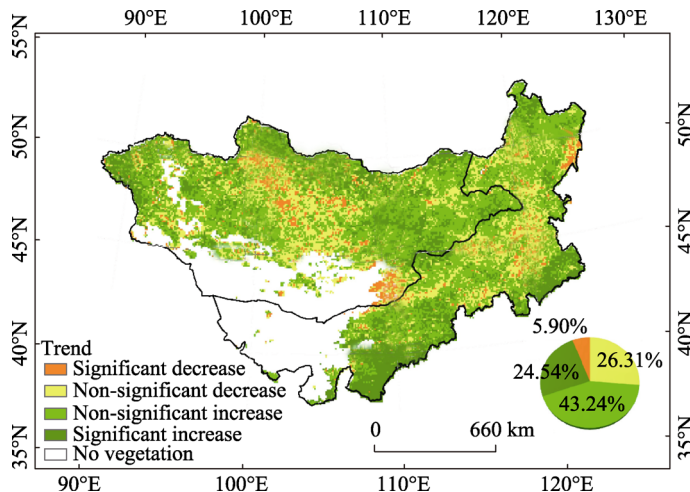 90°E 100°E 110°E 120°E 130°E
55°N
50°N 50°N
45°N 45°N
40°N 40°N
35°N 35°N
Trend
Significant decrease
Non-significant decrease
Non-significant increase
Significant increase
No vegetation
5.90%
26.31%
24.54%
43.24%
0 660 km
90°E 100°E 110°E 120°E